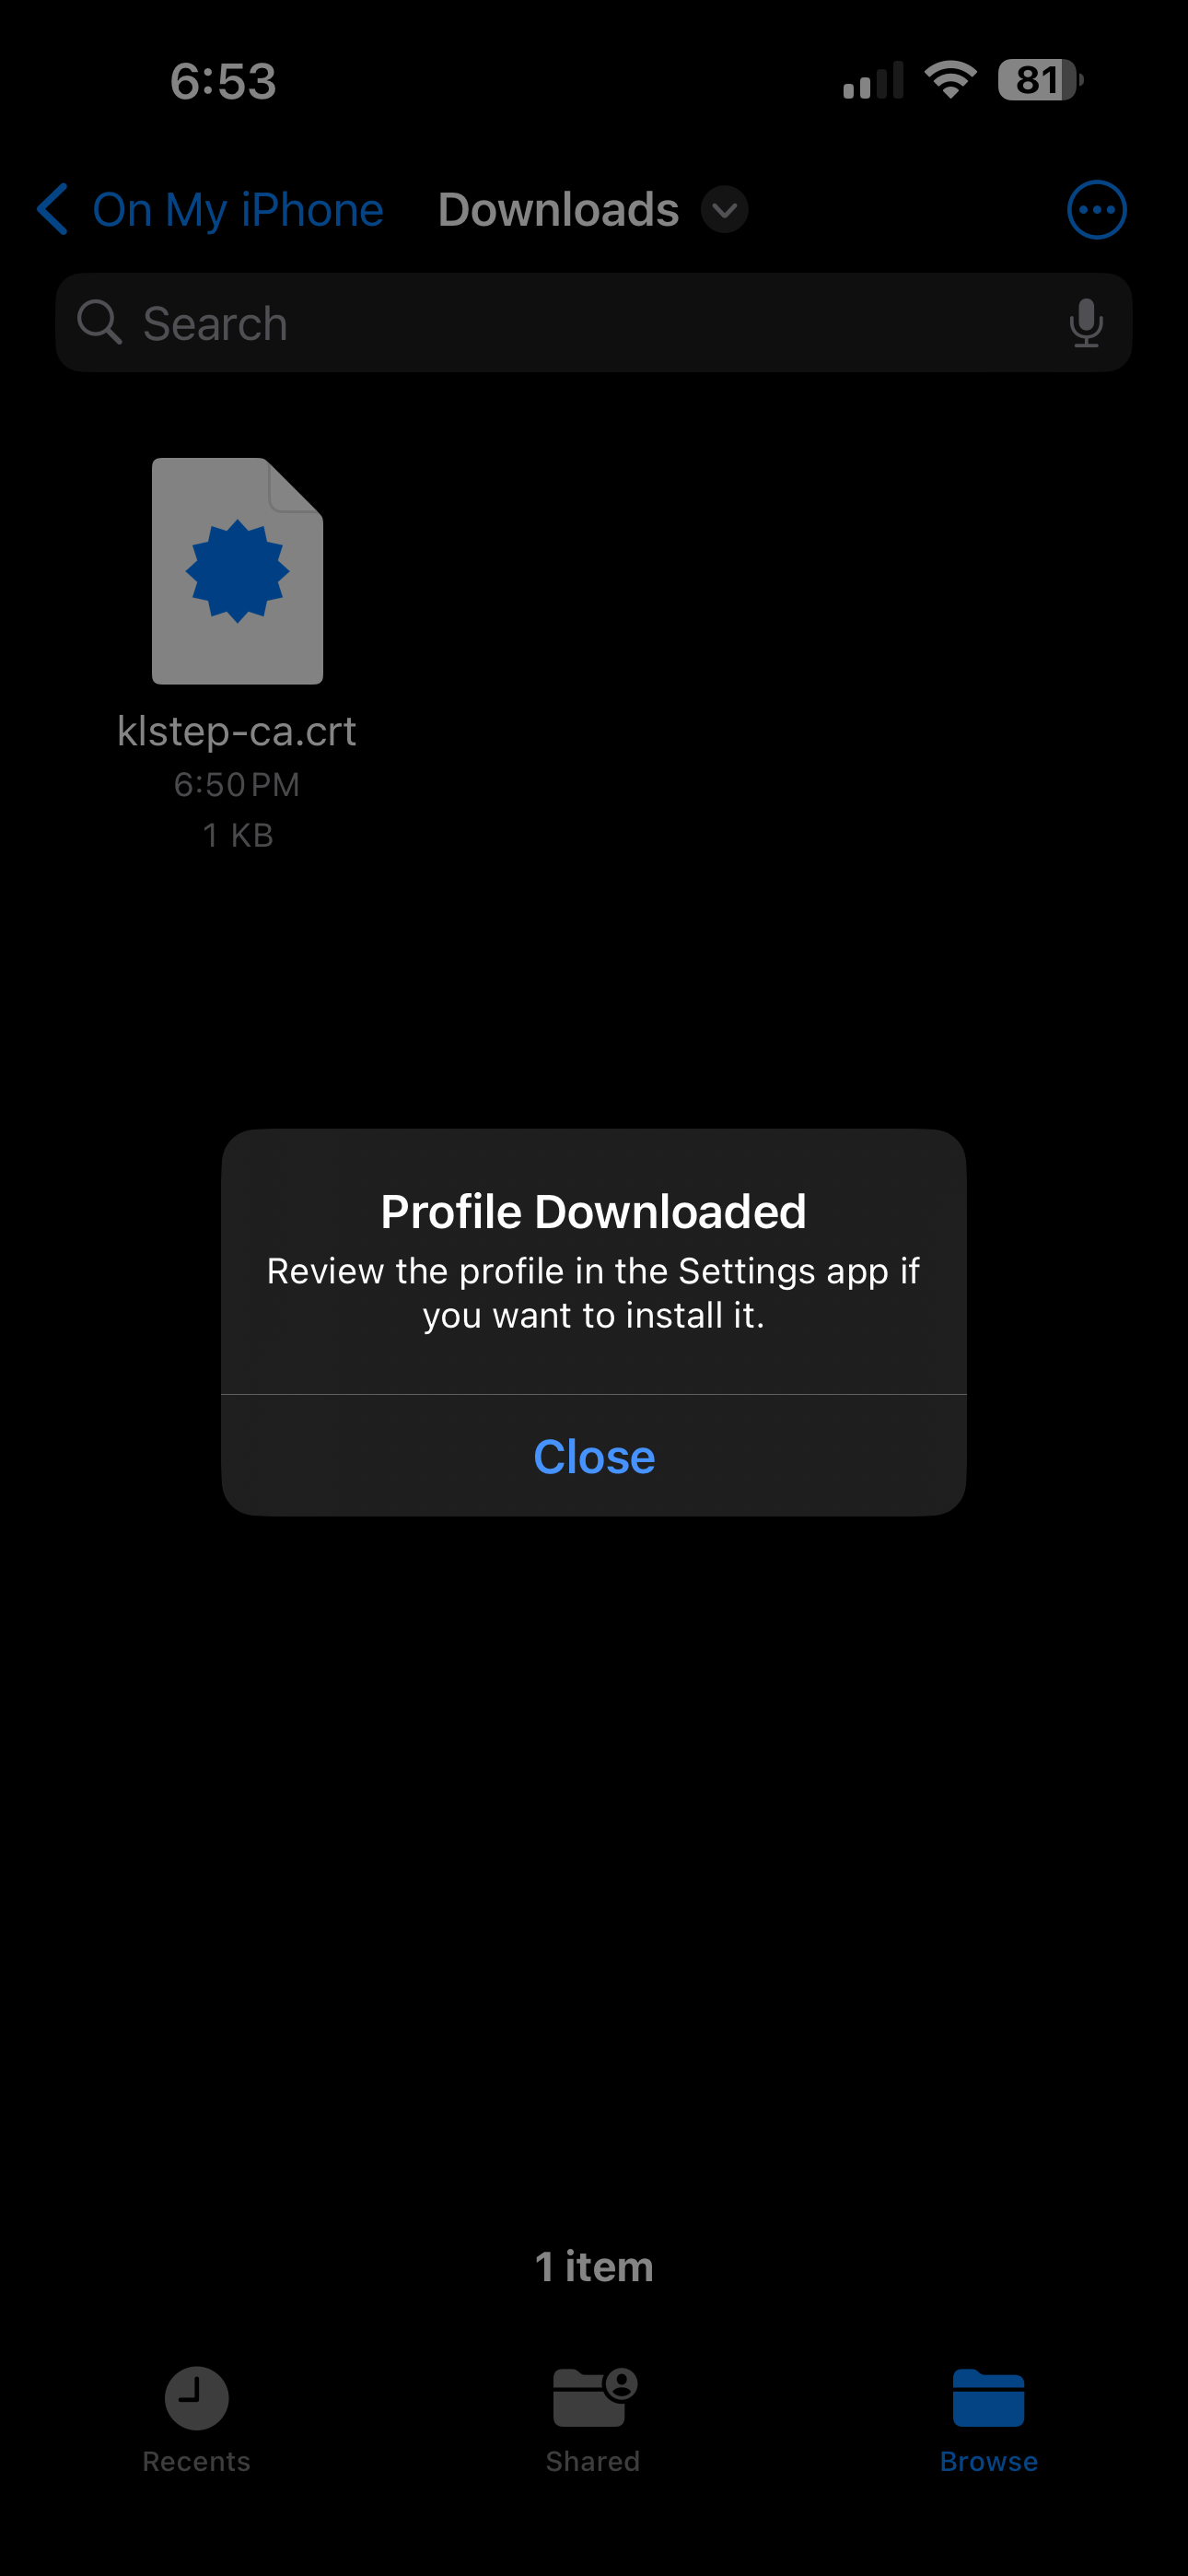 6:53
81
On My iPhone
Downloads
Search
klstep-ca.crt
6:50 PM
1 KB
Profile Downloaded
Review the profile in the Settings app if
you want to install it.
Close
1 item
Recents
Shared
Browse